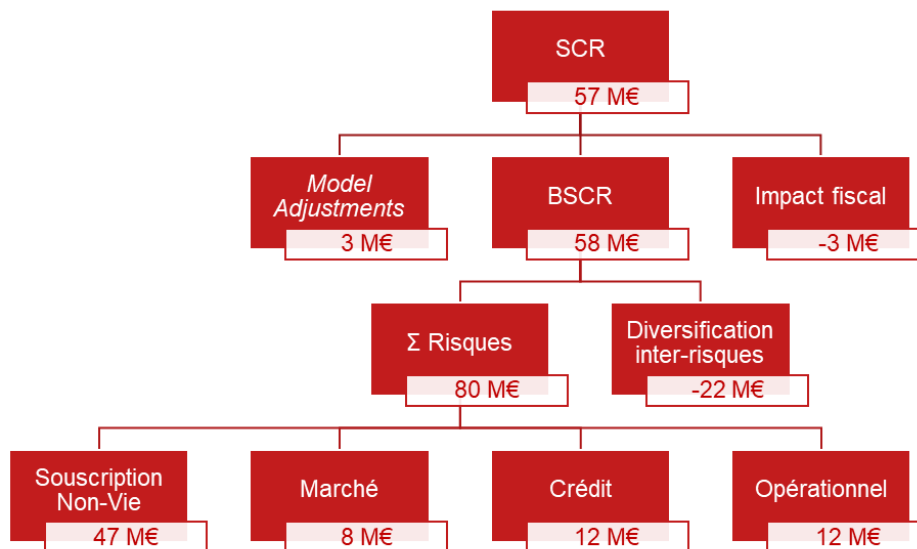 SCR
57 M€
Model
Adjustments
3 M€
BSCR
58 M€
Impact fiscal
-3 M€
Σ Risques
80 M€
Diversification
inter-risques
-22 M€
Souscription
Non-Vie
47 M€
Marché
8 M€
Crédit
12 M€
Opérationnel
12 M€